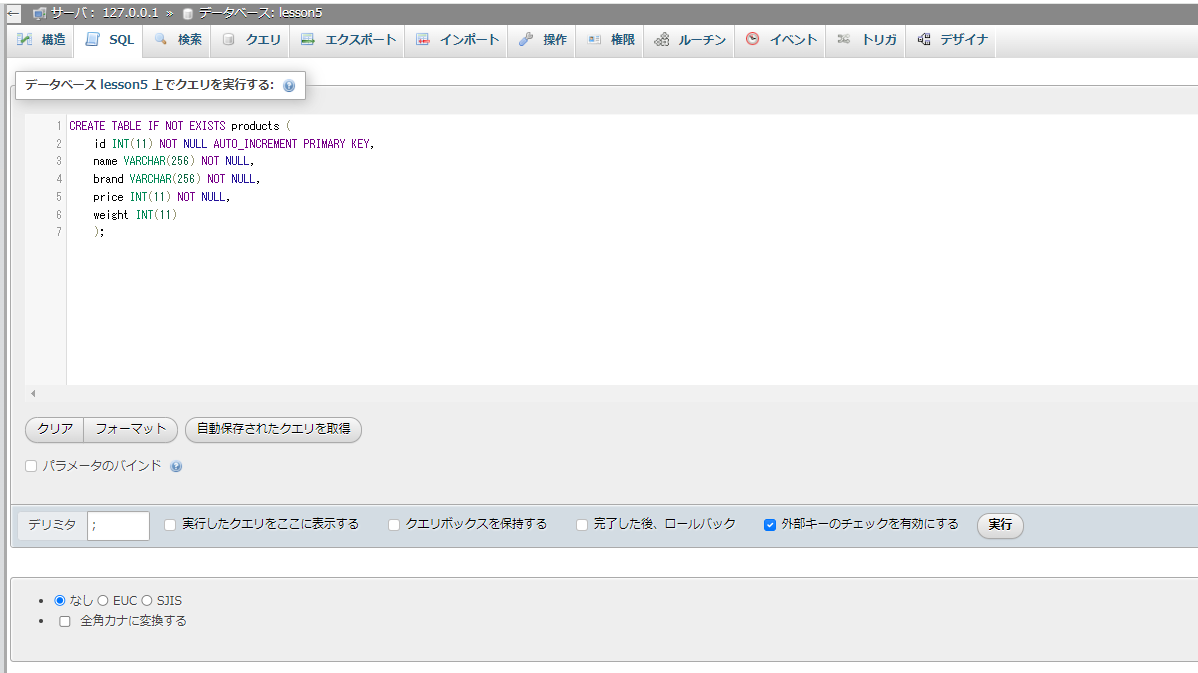 サーバ: 127.0.0.1 » データベース: lesson5
構造 SQL 検索 クエリ エクスポート インポート 操作 権限 ルーチン イベント トリガ デザイナ
データベース lesson5 上でクエリを実行する:
1 CREATE TABLE IF NOT EXISTS products (
2 id INT(11) NOT NULL AUTO_INCREMENT PRIMARY KEY,
3 name VARCHAR(256) NOT NULL,
4 brand VARCHAR(256) NOT NULL,
5 price INT(11) NOT NULL,
6 weight INT(11)
7 );
クリア フォーマット 自動保存されたクエリを取得
パラメータのバインド
デリミタ ; 実行したクエリをここに表示する クエリボックスを保持する 完了した後、ロールバック 外部キーのチェックを有効にする 実行
なし EUC SJIS
全角カナに変換する